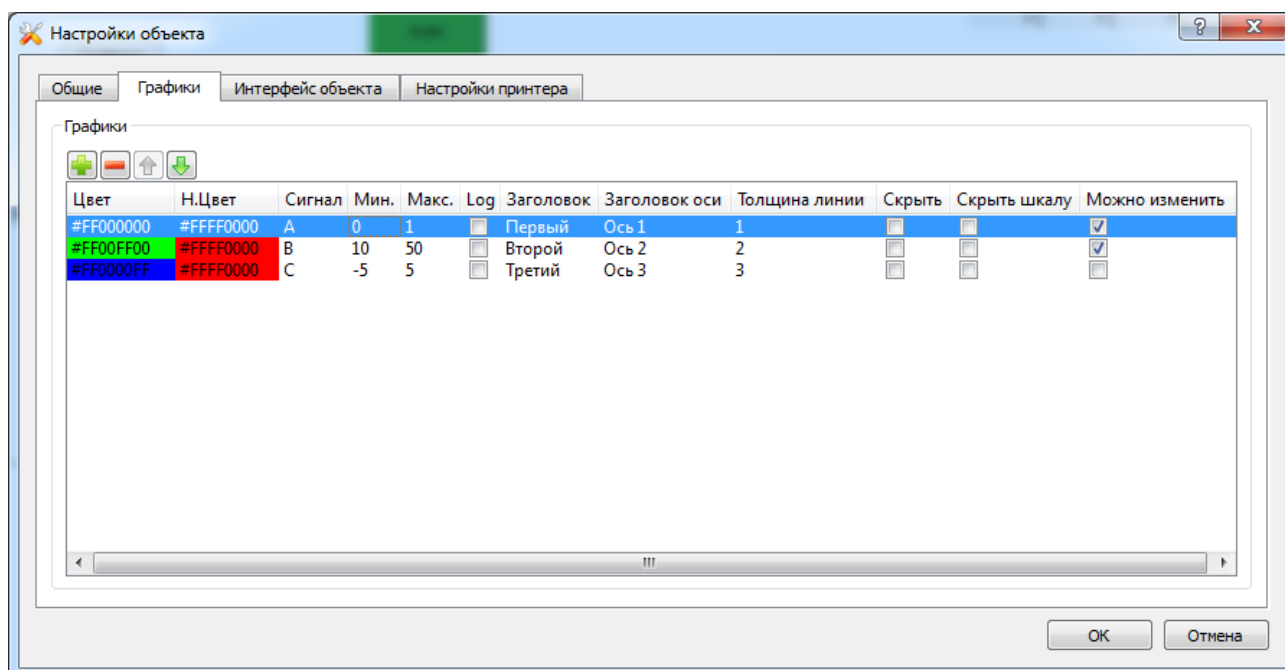 Настройки объекта
Общие Графики Интерфейс объекта Настройки принтера
Графики
Цвет Н.Цвет Сигнал Мин. Макс. Log Заголовок Заголовок оси Толщина линии Скрыть Скрыть шкалу Можно изменить
#FF000000 #FFFF0000 A 0 1 Первый Ось 1 1
#FF00FF00 #FFFF0000 B 10 50 Второй Ось 2 2
#FF0000FF #FFFF0000 C -5 5 Третий Ось 3 3
OK Отмена